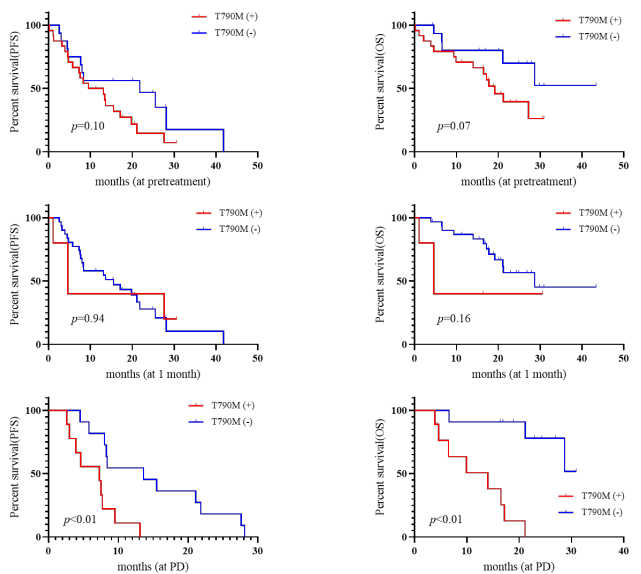 T790M (+)
T790M (-)
100
50
0
Percent survival(PFS)
p=0.10
0 10 20 30 40 50
months (at pretreatment)
T790M (+)
T790M (-)
100
50
0
Percent survival(OS)
p=0.07
0 10 20 30 40 50
months (at pretreatment)
T790M (+)
T790M (-)
100
50
0
Percent survival(PFS)
p=0.94
0 10 20 30 40 50
months (at 1 month)
T790M (+)
T790M (-)
100
50
0
Percent survival(OS)
p=0.16
0 10 20 30 40 50
months (at 1 month)
T790M (+)
T790M (-)
100
50
0
Percent survival(PFS)
p<0.01
0 10 20 30
months (at PD)
100
50
0
Percent survival(OS)
T790M (+)
T790M (-)
p<0.01
0 10 20 30 40
months (at PD)